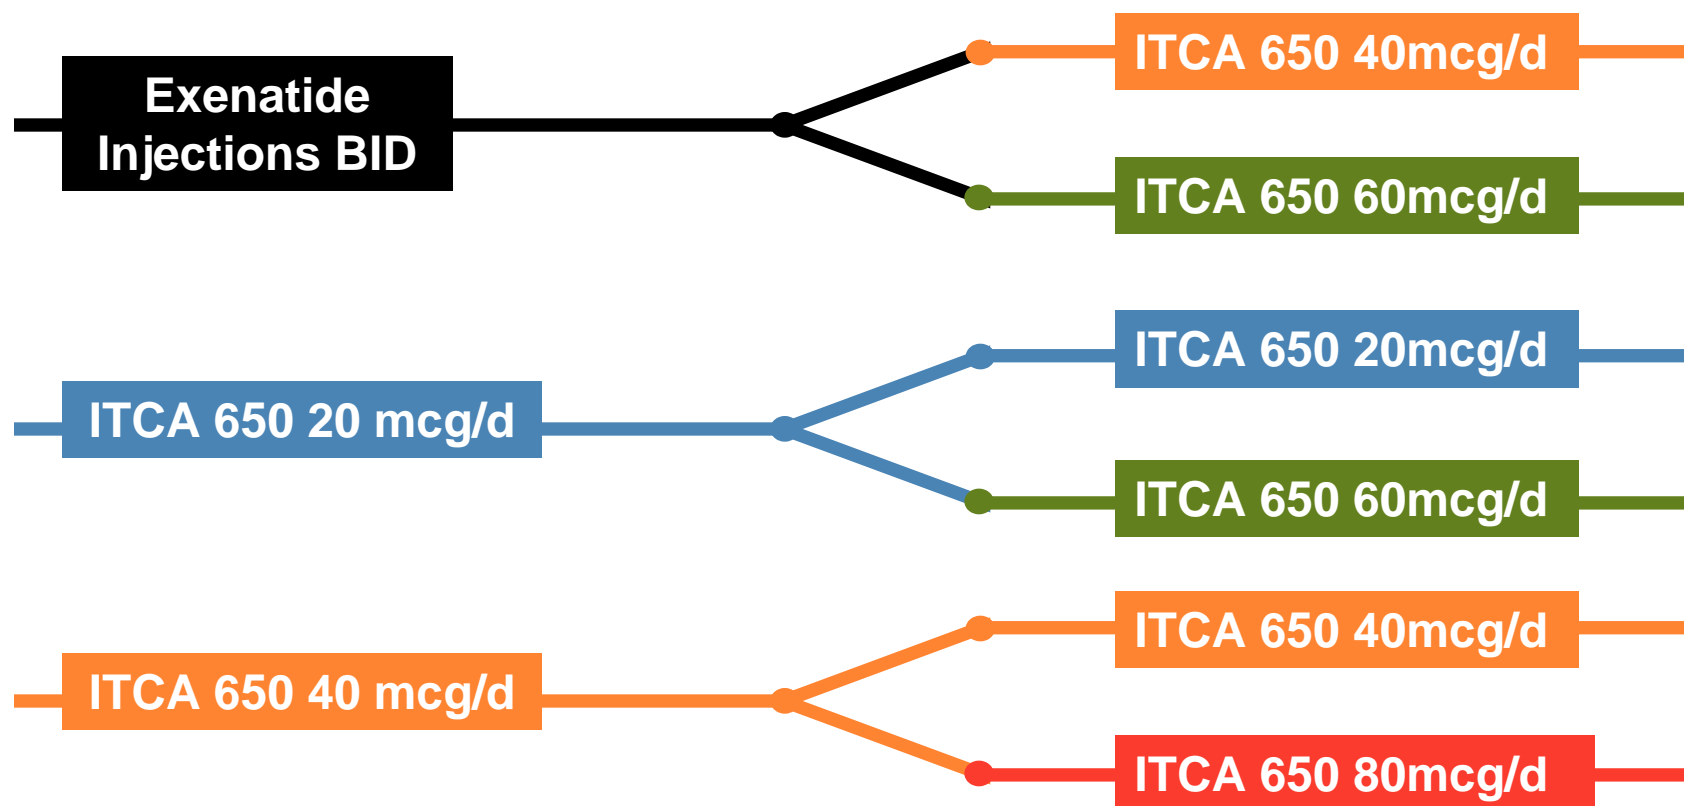 Exenatide
Injections BID
ITCA 650 40mcg/d
ITCA 650 60mcg/d
ITCA 650 20 mcg/d
ITCA 650 20mcg/d
ITCA 650 60mcg/d
ITCA 650 40 mcg/d
ITCA 650 40mcg/d
ITCA 650 80mcg/d